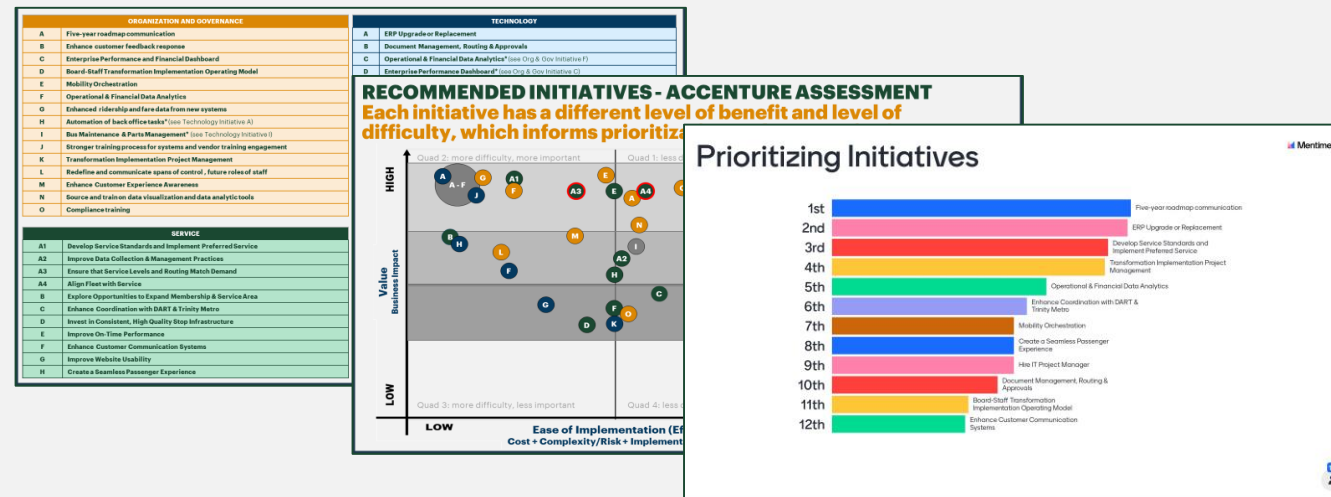 ORGANIZATION AND GOVERNANCE
A Five-year roadmap communication
B Enhance customer feedback response
C Enterprise Performance and Financial Dashboard
D Board-Staff Transformation Implementation Operating Model
E Mobility Orchestration
F Operational & Financial Data Analytics
G Enhanced ridership and fare data from new systems
H Automation of back office tasks* (see Technology Initiative A)
I Bus Maintenance & Parts Management* (see Technology Initiative I)
J Stronger training process for systems and vendor training engagement
K Transformation Implementation Project Management
L Redefine and communicate spans of control, future roles of staff
M Enhance Customer Experience Awareness
N Source and train on data visualization and data analytic tools
O Compliance training
SERVICE
A1 Develop Service Standards and Implement Preferred Service
A2 Improve Data Collection & Management Practices
A3 Ensure that Service Levels and Routing Match Demand
A4 Align Fleet with Service
B Explore Opportunities to Expand Membership & Service Area
C Enhance Coordination with DART & Trinity Metro
D Invest in Consistent, High Quality Stop Infrastructure
E Improve On-Time Performance
F Enhance Customer Communication Systems
G Improve Website Usability
H Create a Seamless Passenger Experience
TECHNOLOGY
A ERP Upgrade or Replacement
B Document Management, Routing & Approvals
C Operational & Financial Data Analytics* (see Org & Gov Initiative F)
D Enterprise Performance Dashboard* (see Org & Gov Initiative C)
RECOMMENDED INITIATIVES - ACCENTURE ASSESSMENT
Each initiative has a different level of benefit and level of
difficulty, which informs prioritiza
Quad 2: more difficulty, more important
Quad 1: less d
HIGH
Value
Business Impact
LOW
A
A - F
G
J
A1
F
A3
E
E
A
A4
B
H
L
F
M
N
I
A2
H
G
C
F
O
D
K
Quad 3: more difficulty, less important
Quad 4: less d
LOW
Ease of Implementation (Ef
Cost + Complexity/Risk + Implement
Prioritizing Initiatives
Mentime
1st Five-year roadmap communication
2nd ERP Upgrade or Replacement
3rd Develop Service Standards and
Implement Preferred Service
4th Transformation Implementation Project
Management
5th Operational & Financial Data Analytics
6th Enhance Coordination with DART &
Trinity Metro
7th Mobility Orchestration
8th Create a Seamless Passenger
Experience
9th Hire IT Project Manager
10th Document Management, Routing &
Approvals
11th Board-Staff Transformation
Implementation Operating Model
12th Enhance Customer Communication
Systems